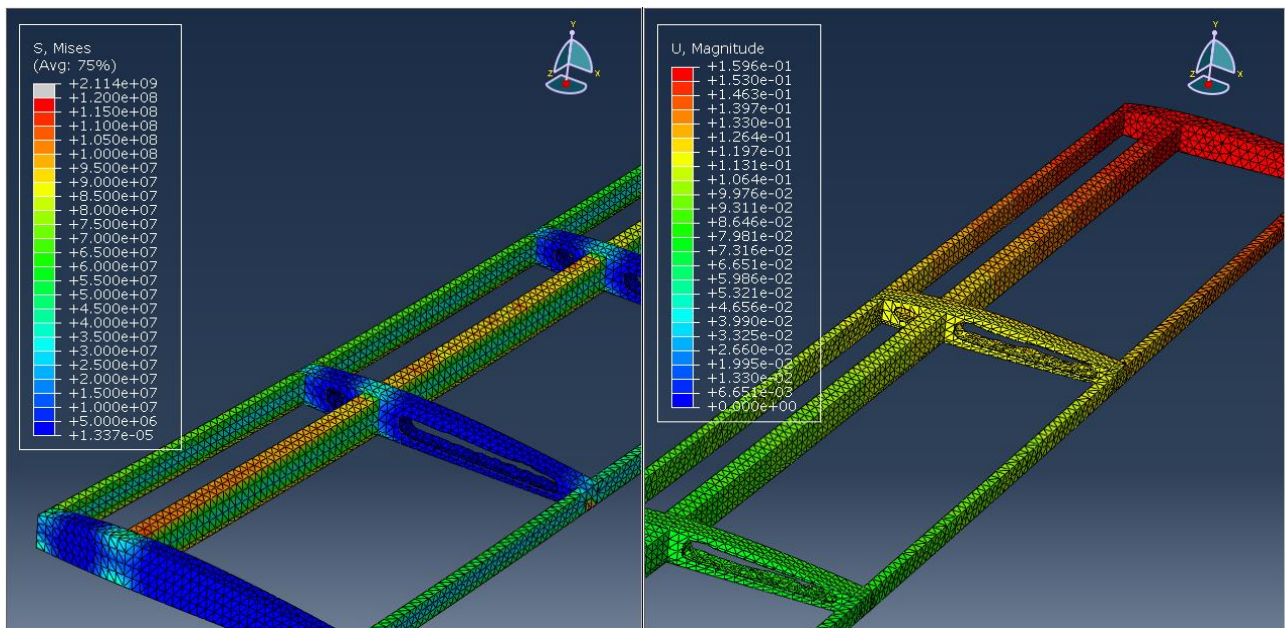 S, Mises
(Avg: 75%)
+2.114e+09
+1.200e+08
+1.150e+08
+1.100e+08
+1.050e+08
+1.000e+08
+9.500e+07
+9.000e+07
+8.500e+07
+8.000e+07
+7.500e+07
+7.000e+07
+6.500e+07
+6.000e+07
+5.500e+07
+5.000e+07
+4.500e+07
+4.000e+07
+3.500e+07
+3.000e+07
+2.500e+07
+2.000e+07
+1.500e+07
+1.000e+07
+5.000e+06
+1.337e-05
Y
Z
X
U, Magnitude
+1.596e-01
+1.530e-01
+1.463e-01
+1.397e-01
+1.330e-01
+1.264e-01
+1.197e-01
+1.131e-01
+1.064e-01
+9.976e-02
+9.311e-02
+8.646e-02
+7.981e-02
+7.316e-02
+6.651e-02
+5.986e-02
+5.321e-02
+4.656e-02
+3.990e-02
+3.325e-02
+2.660e-02
+1.995e-02
+1.330e-02
+6.651e-03
+0.000e+00
Y
Z
X